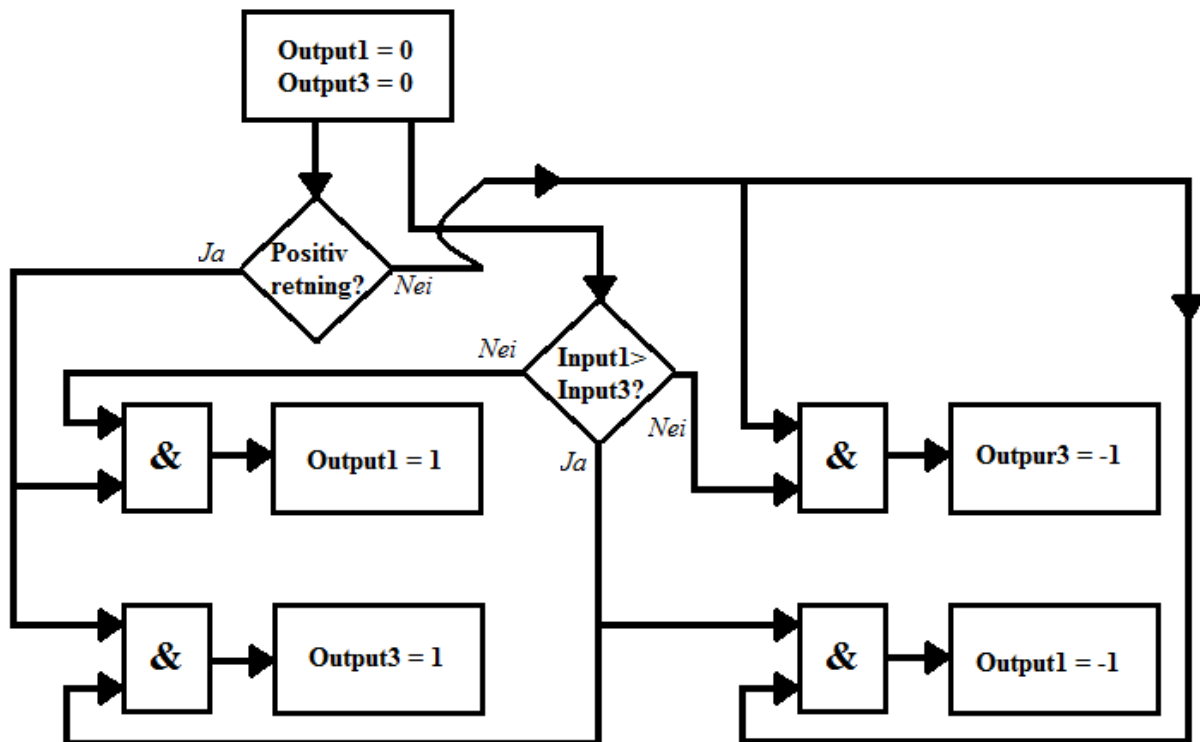 Output1 = 0
Output3 = 0
Ja
Positiv
retning?
Nei
Nei
Input1>
Input3?
Nei
Ja
&
Output1 = 1
&
Outpur3 = -1
&
Output3 = 1
&
Output1 = -1